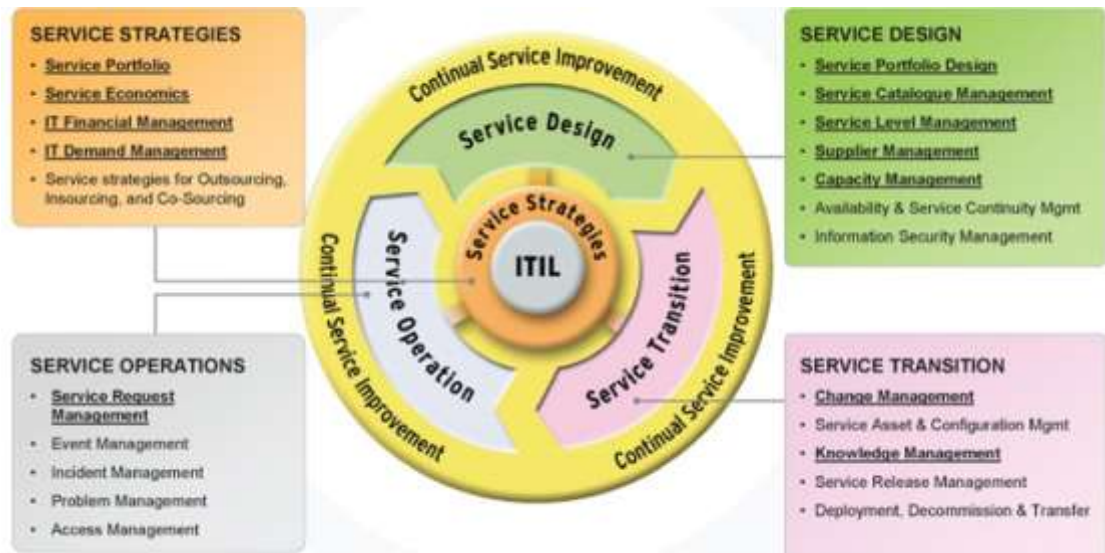 SERVICE STRATEGIES
• Service Portfolio
• Service Economics
• IT Financial Management
• IT Demand Management
• Service strategies for Outsourcing,
Insourcing, and Co-Sourcing
SERVICE OPERATIONS
• Service Request
Management
• Event Management
• Incident Management
• Problem Management
• Access Management
Continual Service Improvement
Service Design
Service Strategies
ITIL
Service Operation
Service Transition
Continual Service Improvement
Continual Service Improvement
SERVICE DESIGN
• Service Portfolio Design
• Service Catalogue Management
• Service Level Management
• Supplier Management
• Capacity Management
• Availability & Service Continuity Mgmt
• Information Security Management
SERVICE TRANSITION
• Change Management
• Service Asset & Configuration Mgmt
• Knowledge Management
• Service Release Management
• Deployment, Decommission & Transfer